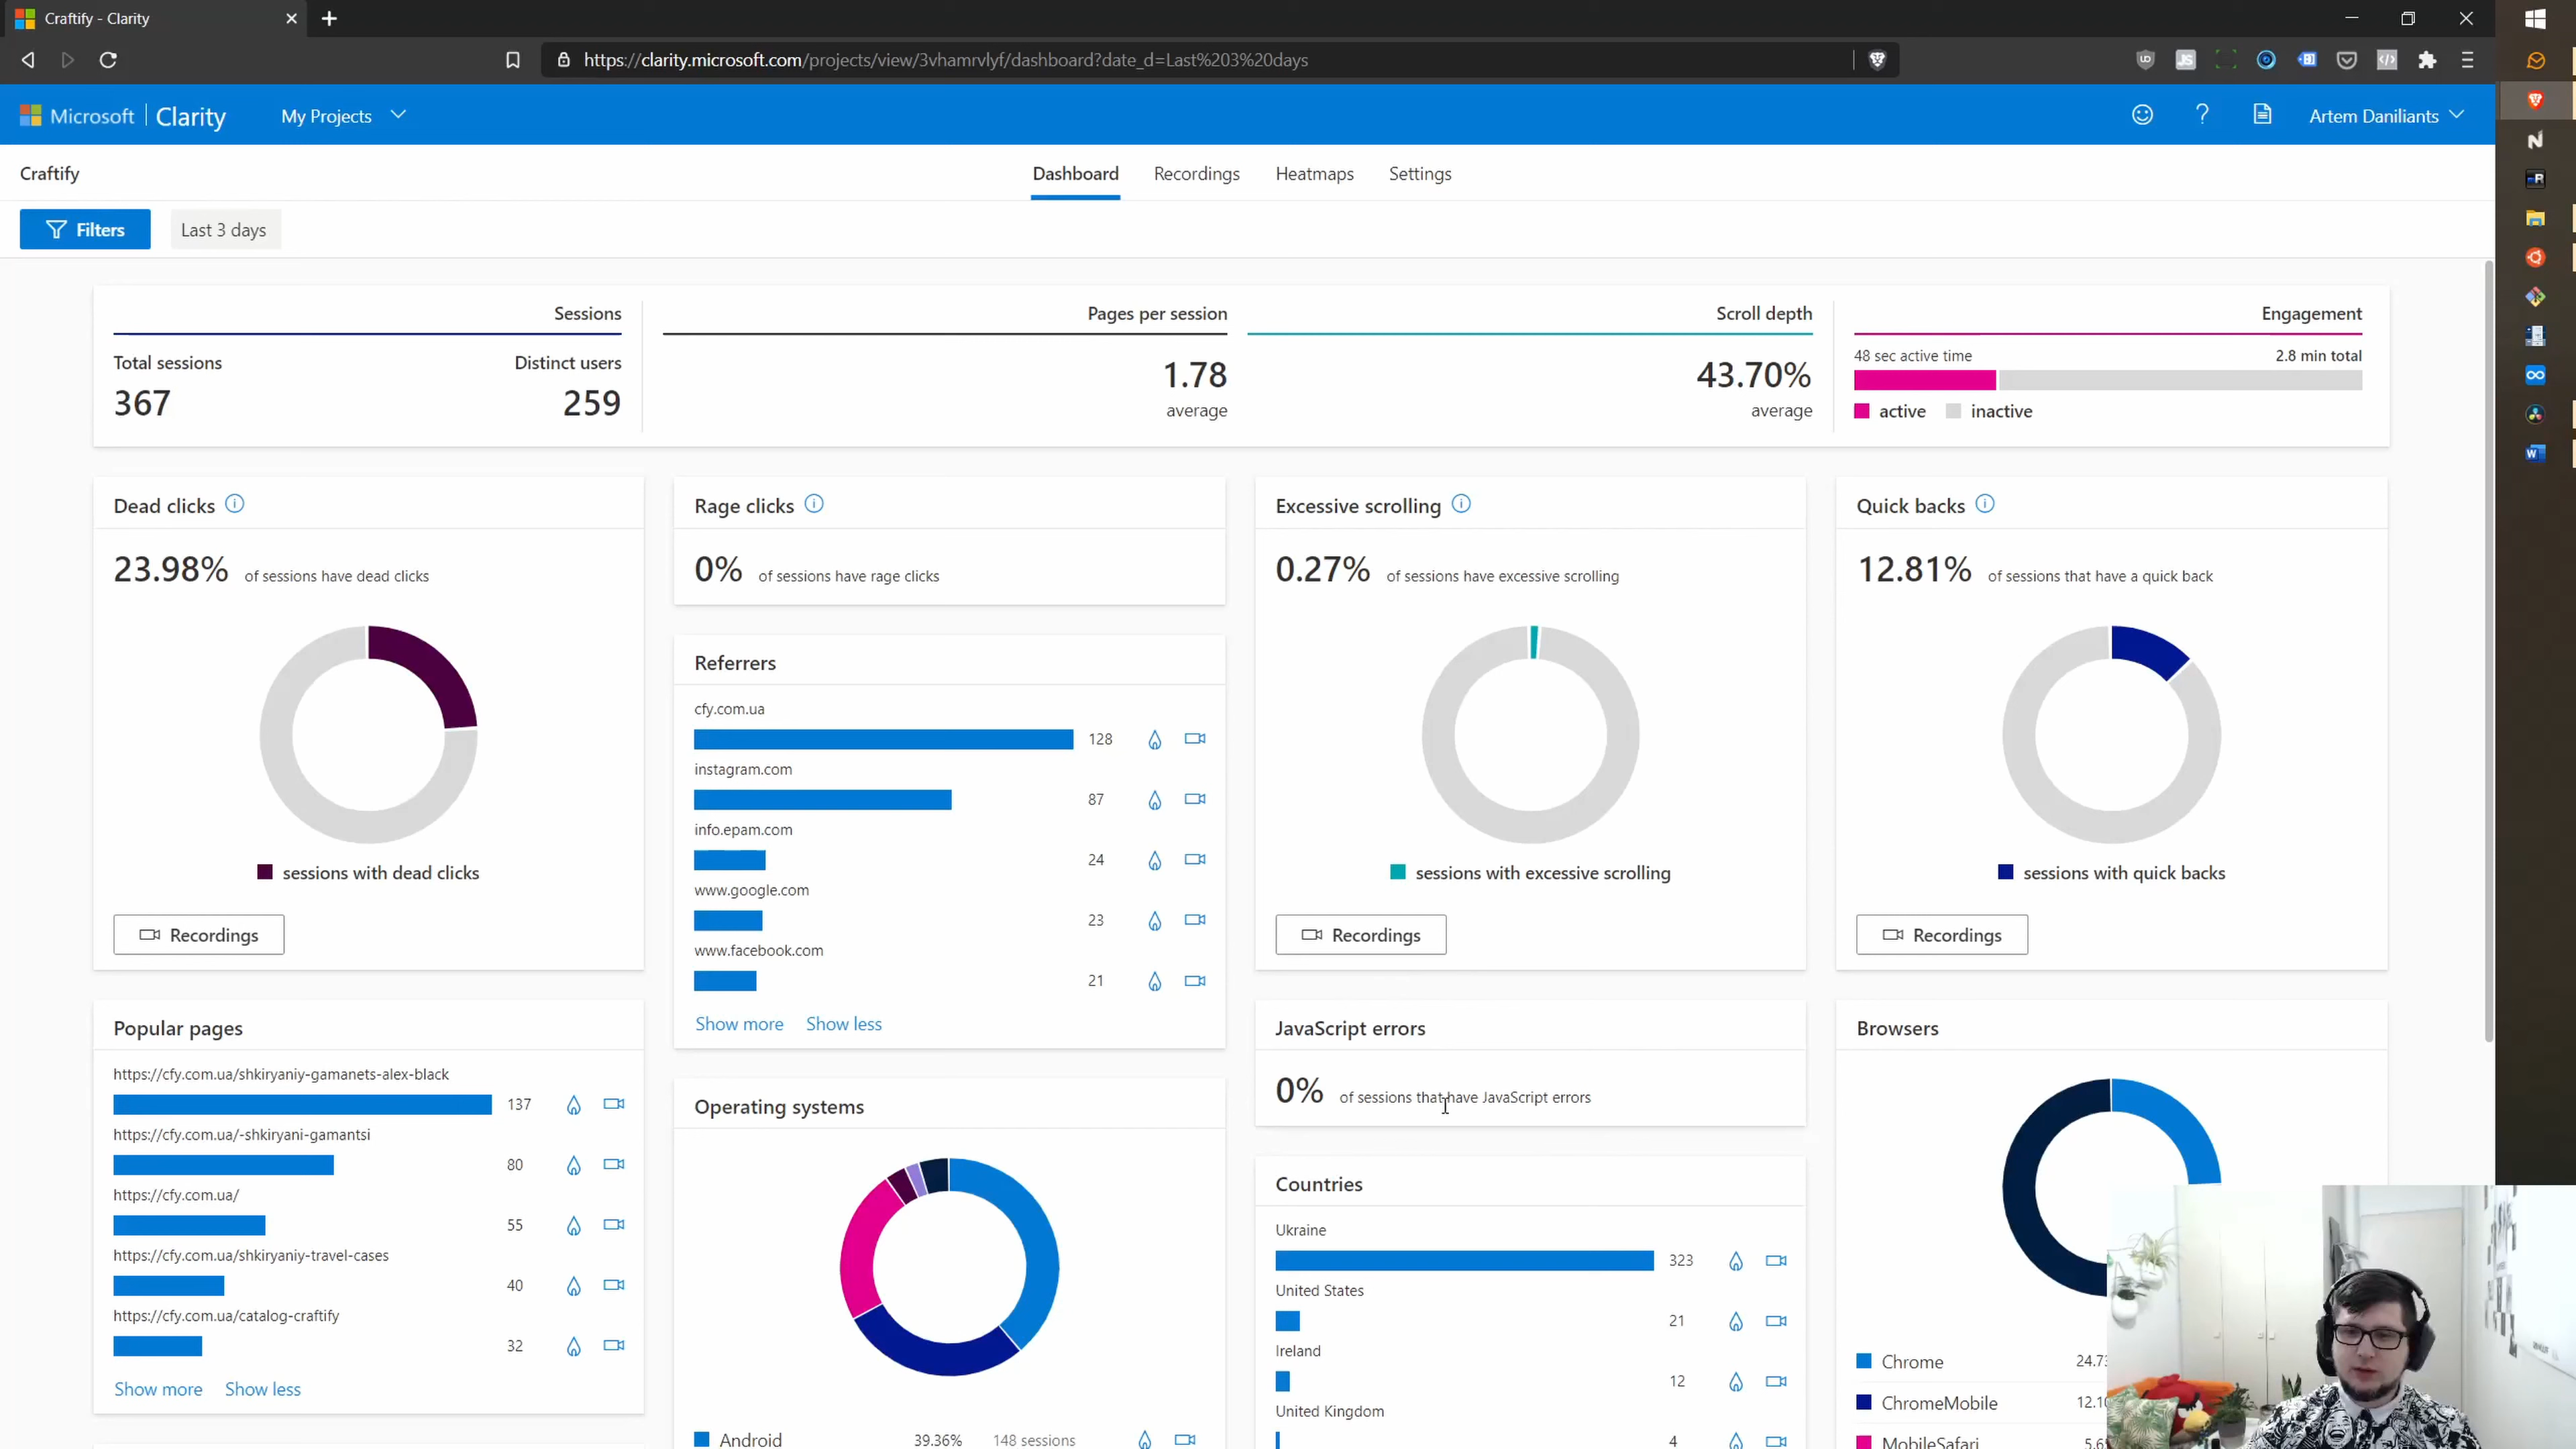 Craftify - Clarity
https://clarity.microsoft.com/projects/view/3vhamrvlyf/dashboard?date_d=Last%203%20days
Microsoft | Clarity
My Projects
Artem Daniliants
Craftify
Dashboard
Recordings
Heatmaps
Settings
Filters
Last 3 days
Sessions
Total sessions
Distinct users
367
259
Pages per session
1.78
average
Scroll depth
43.70%
average
Engagement
48 sec active time
2.8 min total
active
inactive
Dead clicks
23.98% of sessions have dead clicks
sessions with dead clicks
Recordings
Rage clicks
0% of sessions have rage clicks
Referrers
cfy.com.ua
128
instagram.com
87
info.epam.com
24
www.google.com
23
www.facebook.com
21
Show more Show less
Excessive scrolling
0.27% of sessions have excessive scrolling
sessions with excessive scrolling
Recordings
Quick backs
12.81% of sessions that have a quick back
sessions with quick backs
Recordings
Popular pages
https://cfy.com.ua/shkiryaniy-gamanets-alex-black
137
https://cfy.com.ua/-shkiryani-gamantsi
80
https://cfy.com.ua/
55
https://cfy.com.ua/shkiryaniy-travel-cases
40
https://cfy.com.ua/catalog-craftify
32
Show more Show less
Operating systems
Android 39.36% 148 sessions
JavaScript errors
0% of sessions that have JavaScript errors
Countries
Ukraine
323
United States
21
Ireland
12
United Kingdom
4
Browsers
Chrome
ChromeMobile
MobileSafari